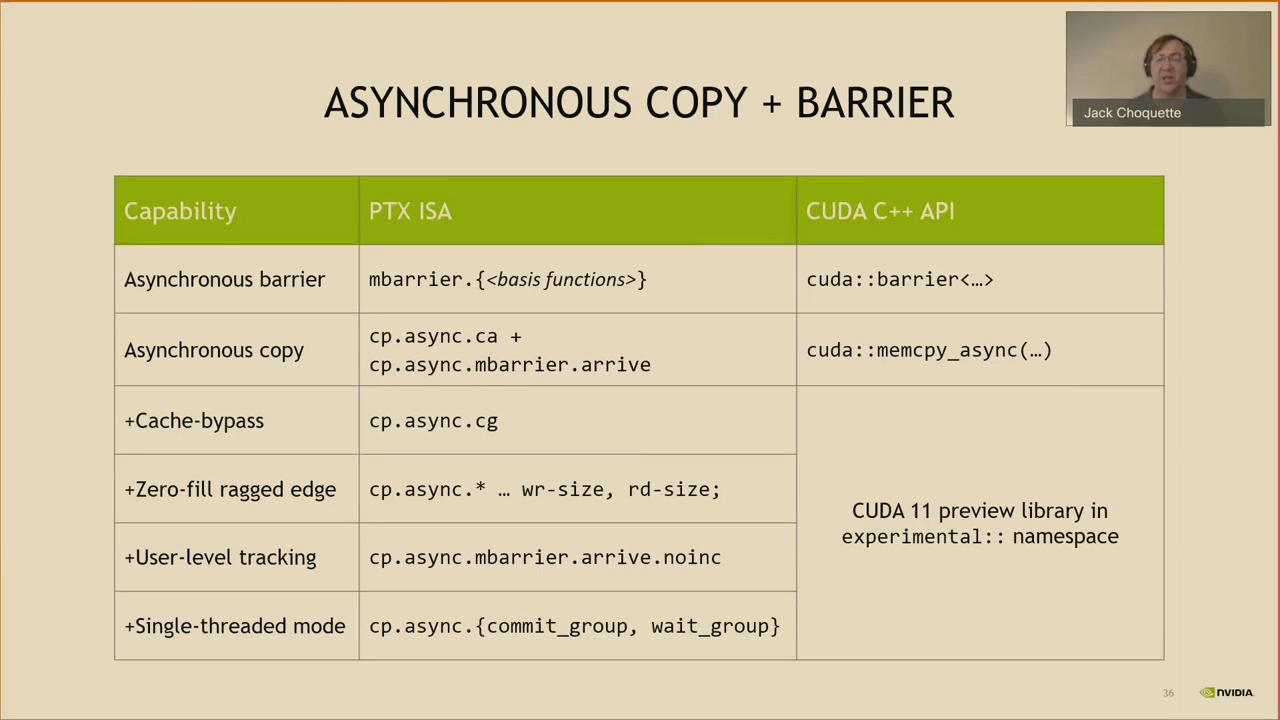 Jack Choquette
ASYNCHRONOUS COPY + BARRIER
Capability
PTX ISA
CUDA C++ API
Asynchronous barrier
mbarrier.{<basis functions>}
cuda::barrier<…>
Asynchronous copy
cp.async.ca +
cp.async.mbarrier.arrive
cuda::memcpy_async(…)
+Cache-bypass
cp.async.cg
+Zero-fill ragged edge
cp.async.* … wr-size, rd-size;
+User-level tracking
cp.async.mbarrier.arrive.noinc
+Single-threaded mode
cp.async.{commit_group, wait_group}
CUDA 11 preview library in
experimental:: namespace
36
NVIDIA.